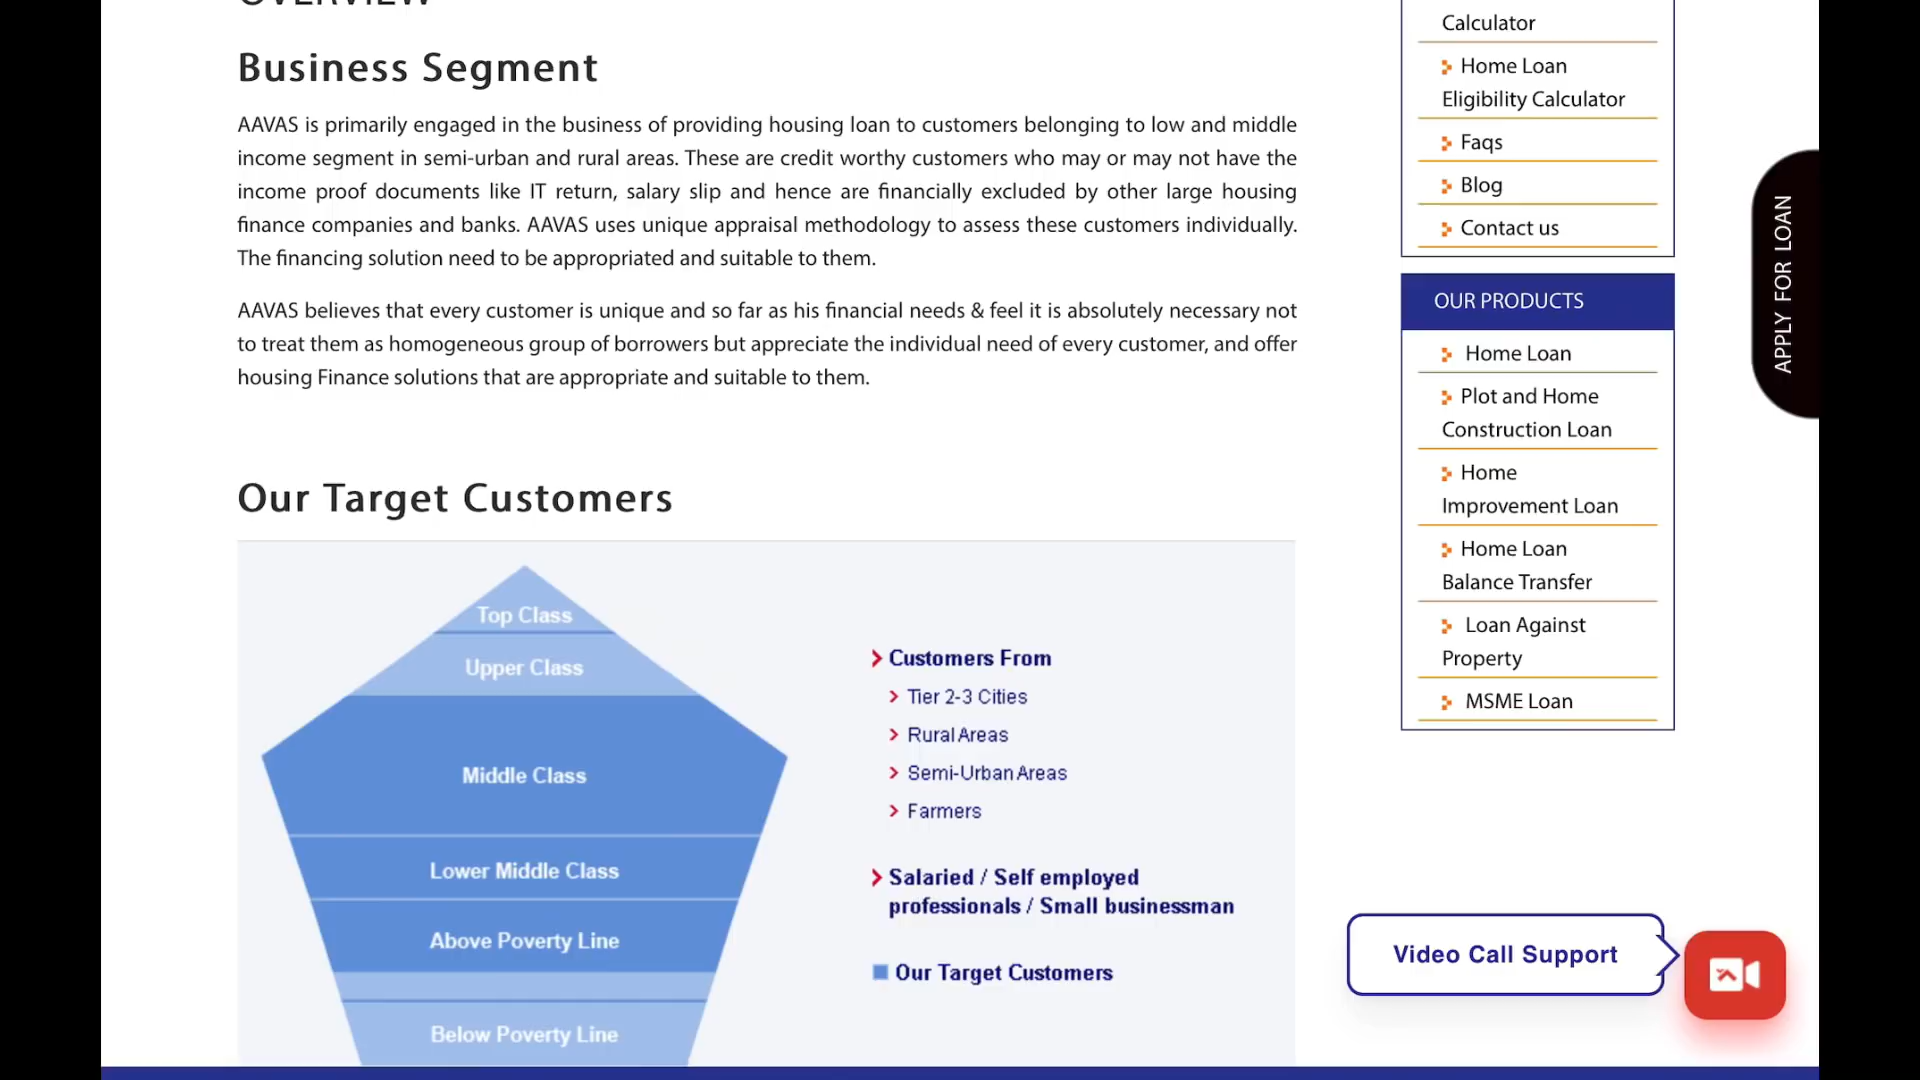 OVERVIEW
Business Segment
AAVAS is primarily engaged in the business of providing housing loan to customers belonging to low and middle
income segment in semi-urban and rural areas. These are credit worthy customers who may or may not have the
income proof documents like IT return, salary slip and hence are financially excluded by other large housing
finance companies and banks. AAVAS uses unique appraisal methodology to assess these customers individually.
The financing solution need to be appropriated and suitable to them.
AAVAS believes that every customer is unique and so far as his financial needs & feel it is absolutely necessary not
to treat them as homogeneous group of borrowers but appreciate the individual need of every customer, and offer
housing Finance solutions that are appropriate and suitable to them.
Our Target Customers
Top Class
Upper Class
Middle Class
Lower Middle Class
Above Poverty Line
Below Poverty Line
Customers From
Tier 2-3 Cities
Rural Areas
Semi-Urban Areas
Farmers
Salaried / Self employed
professionals / Small businessman
Our Target Customers
Calculator
Home Loan
Eligibility Calculator
Faqs
Blog
Contact us
OUR PRODUCTS
Home Loan
Plot and Home
Construction Loan
Home
Improvement Loan
Home Loan
Balance Transfer
Loan Against
Property
MSME Loan
APPLY FOR LOAN
Video Call Support